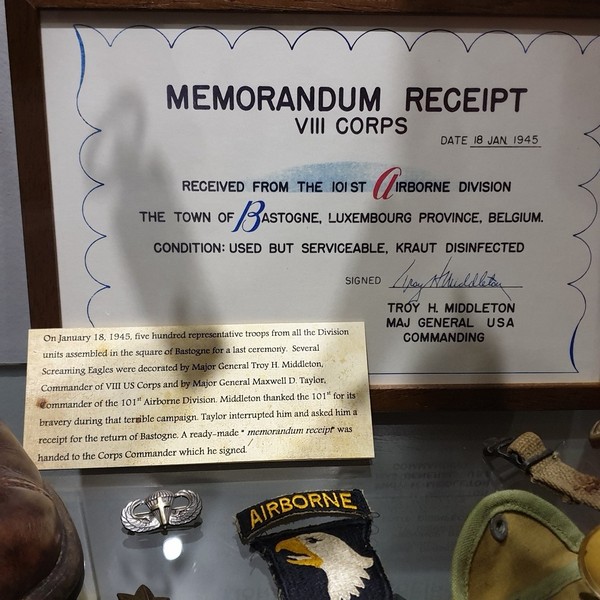 MEMORANDUM RECEIPT
VIII CORPS
DATE 18 JAN. 1945
RECEIVED FROM THE 101 ST AIRBORNE DIVISION
THE TOWN OF BASTOGNE, LUXEMBOURG PROVINCE, BELGIUM.
CONDITION: USED BUT SERVICEABLE, KRAUT DISINFECTED
SIGNED Troy H Middleton
TROY H. MIDDLETON
MAJ GENERAL USA
COMMANDING
On January 18, 1945, five hundred representative troops from all the Division
units assembled in the square of Bastogne for a last ceremony. Several
Screaming Eagles were decorated by Major General Troy H. Middleton,
Commander of VIII US Corps and by Major General Maxwell D. Taylor,
Commander of the 101st Airborne Division. Middleton thanked the 101st for its
bravery during that terrible campaign. Taylor interrupted him and asked him a
receipt for the return of Bastogne. A ready-made " memorandum receipt" was
handed to the Corps Commander which he signed.
AIRBORNE